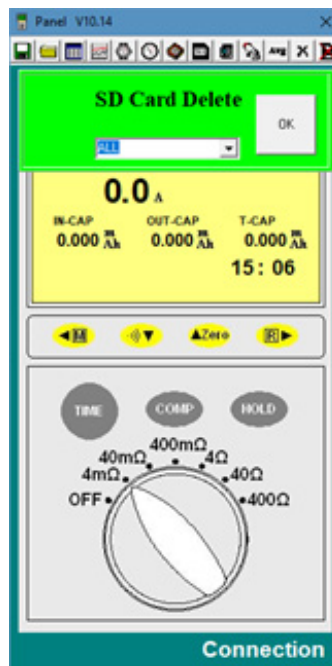 Panel V10.14
Avg
SD Card Delete
OK
ALL
0.0 A
IN-CAP OUT-CAP T-CAP
0.000 mAh 0.000 mAh 0.000 mAh
15: 06
◀M ▼ ▲Zero R▶
TIME COMP HOLD
400mΩ
40mΩ 4Ω
4mΩ 40Ω
OFF 400Ω
Connection